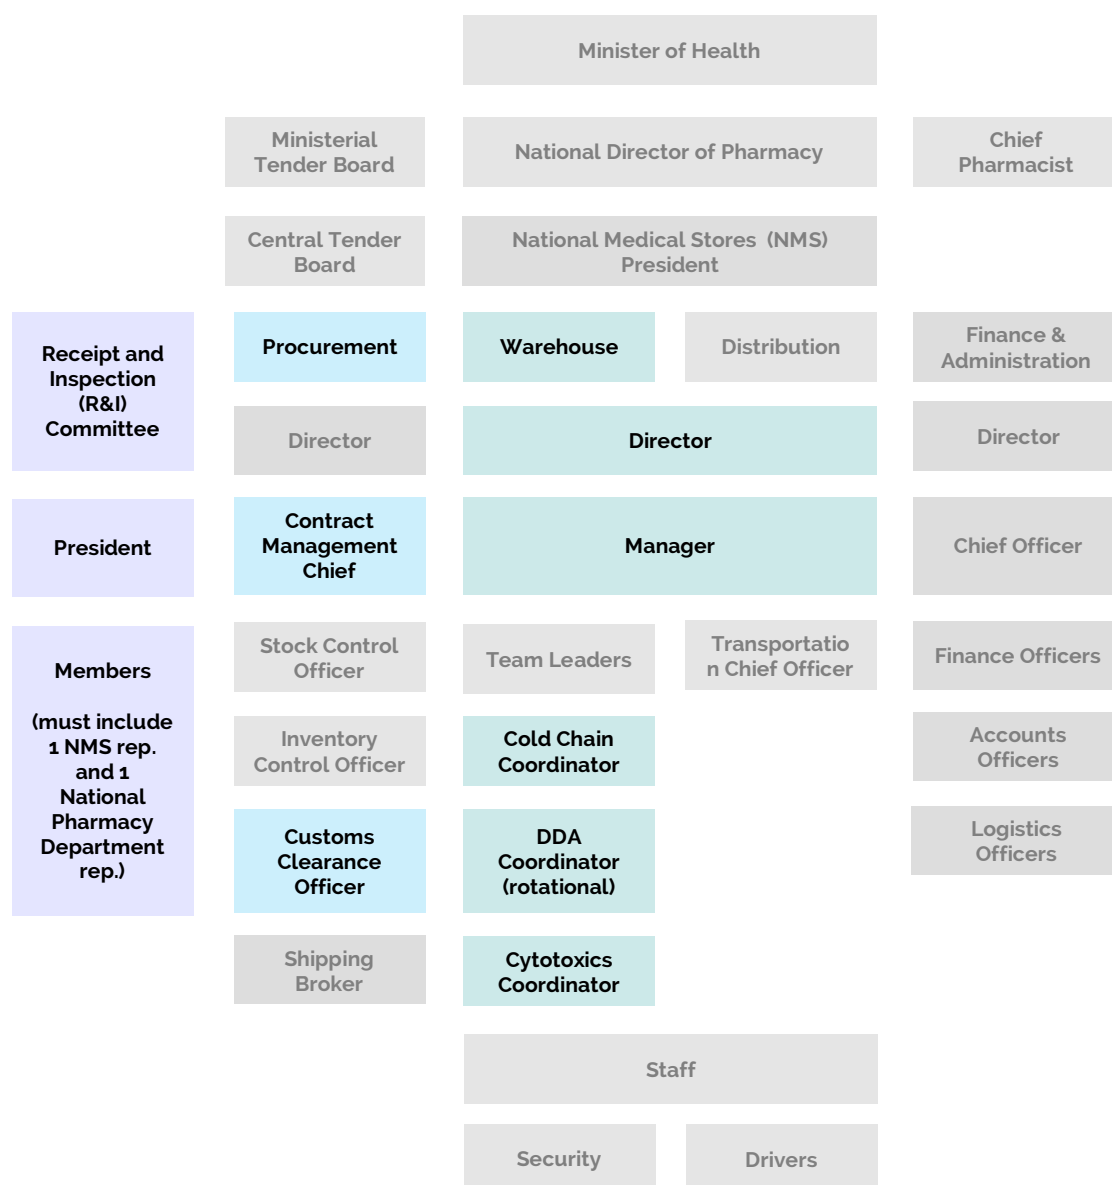 Minister of Health
Ministerial
Tender Board
National Director of Pharmacy
Chief
Pharmacist
Central Tender
Board
National Medical Stores (NMS)
President
Receipt and
Inspection
(R&I)
Committee
Procurement
Warehouse
Distribution
Finance &
Administration
Director
Director
Director
President
Contract
Management
Chief
Manager
Chief Officer
Members
(must include
1 NMS rep.
and 1
National
Pharmacy
Department
rep.)
Stock Control
Officer
Team Leaders
Transportatio
n Chief Officer
Finance Officers
Inventory
Control Officer
Cold Chain
Coordinator
Accounts
Officers
Customs
Clearance
Officer
DDA
Coordinator
(rotational)
Logistics
Officers
Shipping
Broker
Cytotoxics
Coordinator
Staff
Security
Drivers